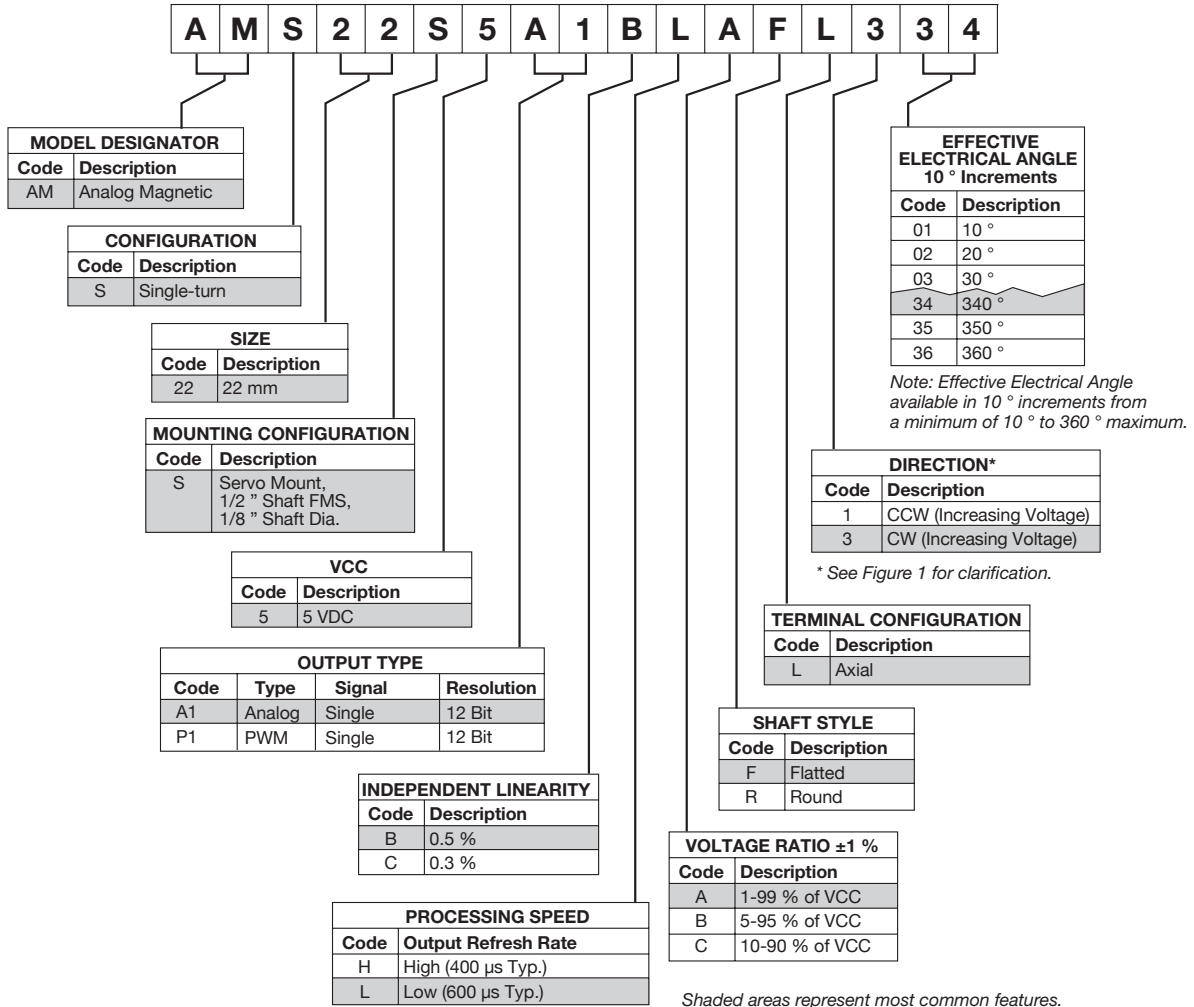 A M S 2 2 S 5 A 1 B L A F L 3 3 4
MODEL DESIGNATOR
Code Description
AM Analog Magnetic
CONFIGURATION
Code Description
S Single-turn
SIZE
Code Description
22 22 mm
MOUNTING CONFIGURATION
Code Description
S Servo Mount,
1/2 ” Shaft FMS,
1/8 ” Shaft Dia.
VCC
Code Description
5 5 VDC
OUTPUT TYPE
Code Type Signal Resolution
A1 Analog Single 12 Bit
P1 PWM Single 12 Bit
INDEPENDENT LINEARITY
Code Description
B 0.5 %
C 0.3 %
PROCESSING SPEED
Code Output Refresh Rate
H High (400 µs Typ.)
L Low (600 µs Typ.)
EFFECTIVE
ELECTRICAL ANGLE
10 ° Increments
Code Description
01 10 °
02 20 °
03 30 °
34 340 °
35 350 °
36 360 °
Note: Effective Electrical Angle
available in 10 ° increments from
a minimum of 10 ° to 360 ° maximum.
DIRECTION*
Code Description
1 CCW (Increasing Voltage)
3 CW (Increasing Voltage)
* See Figure 1 for clarification.
TERMINAL CONFIGURATION
Code Description
L Axial
SHAFT STYLE
Code Description
F Flatted
R Round
VOLTAGE RATIO ±1 %
Code Description
A 1-99 % of VCC
B 5-95 % of VCC
C 10-90 % of VCC
Shaded areas represent most common features.